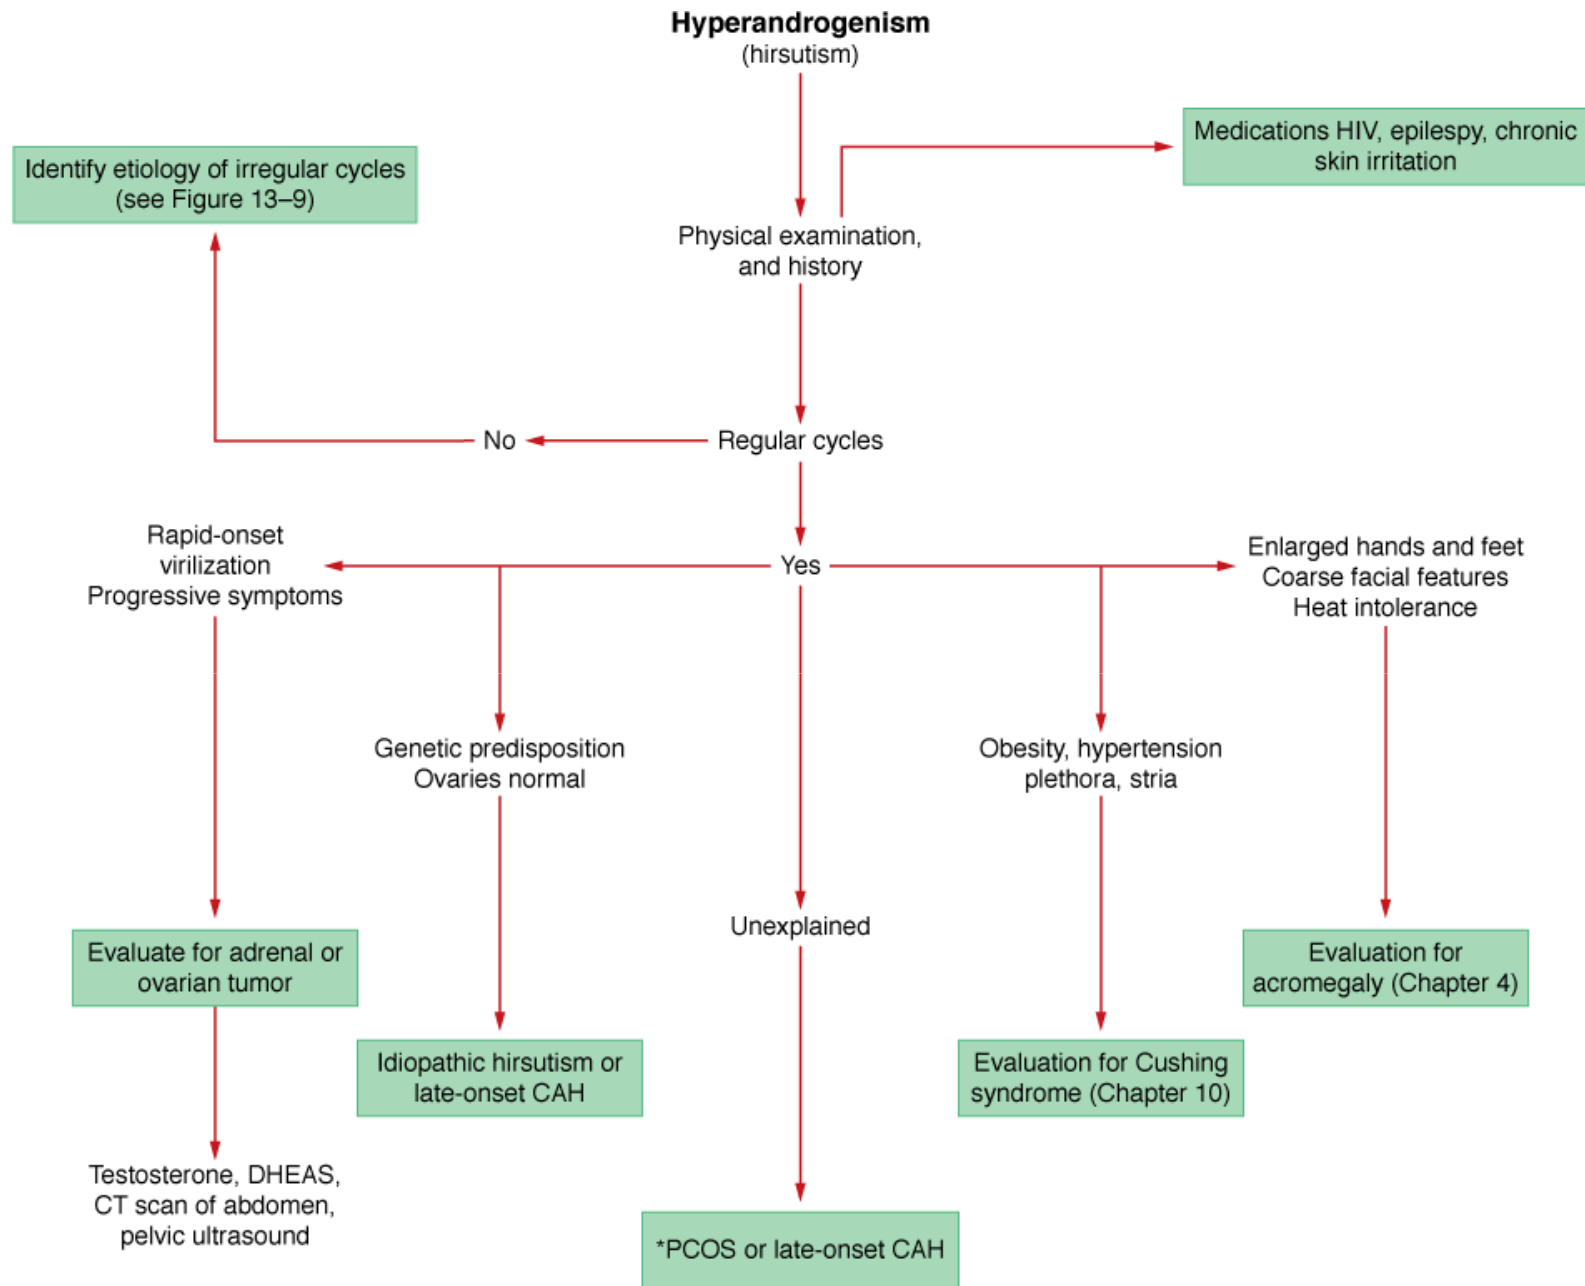 Hyperandrogenism
(hirsutism)
Medications HIV, epilespy, chronic
skin irritation
Identify etiology of irregular cycles
(see Figure 13–9)
Physical examination,
and history
No
Regular cycles
Rapid-onset
virilization
Progressive symptoms
Yes
Enlarged hands and feet
Coarse facial features
Heat intolerance
Genetic predisposition
Ovaries normal
Obesity, hypertension
plethora, stria
Unexplained
Evaluate for adrenal or
ovarian tumor
Evaluation for
acromegaly (Chapter 4)
Idiopathic hirsutism or
late-onset CAH
Evaluation for Cushing
syndrome (Chapter 10)
Testosterone, DHEAS,
CT scan of abdomen,
pelvic ultrasound
*PCOS or late-onset CAH